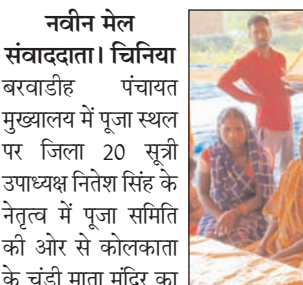 नवीन मेल
संवाददाता। चिनिया
बरवाडीह पंचायत
मुख्यालय में पूजा स्थल
पर जिला 20 सूत्री
उपाध्यक्ष नितेश सिंह के
नेतृत्व में पूजा समिति
की ओर से कोलकाता
के चंडी माता मंदिर का